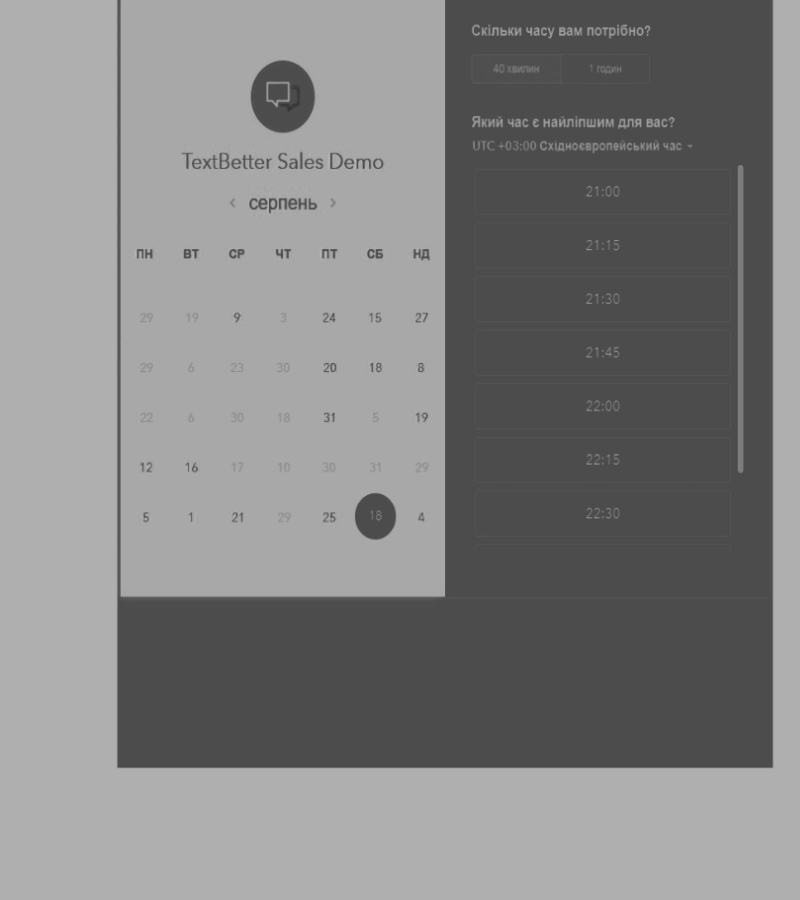 TextBetter Sales Demo
серпень
ПН ВТ СР ЧТ ПТ СБ НД
29 19 9 3 24 15 27
29 6 23 30 20 18 8
22 6 30 18 31 5 19
12 16 17 10 30 31 29
5 1 21 29 25 18 4
Скільки часу вам потрібно?
40 хвилин 1 годин
Який час є найліпшим для вас?
UTC +03:00 Східноєвропейський час
21:00
21:15
21:30
21:45
22:00
22:15
22:30